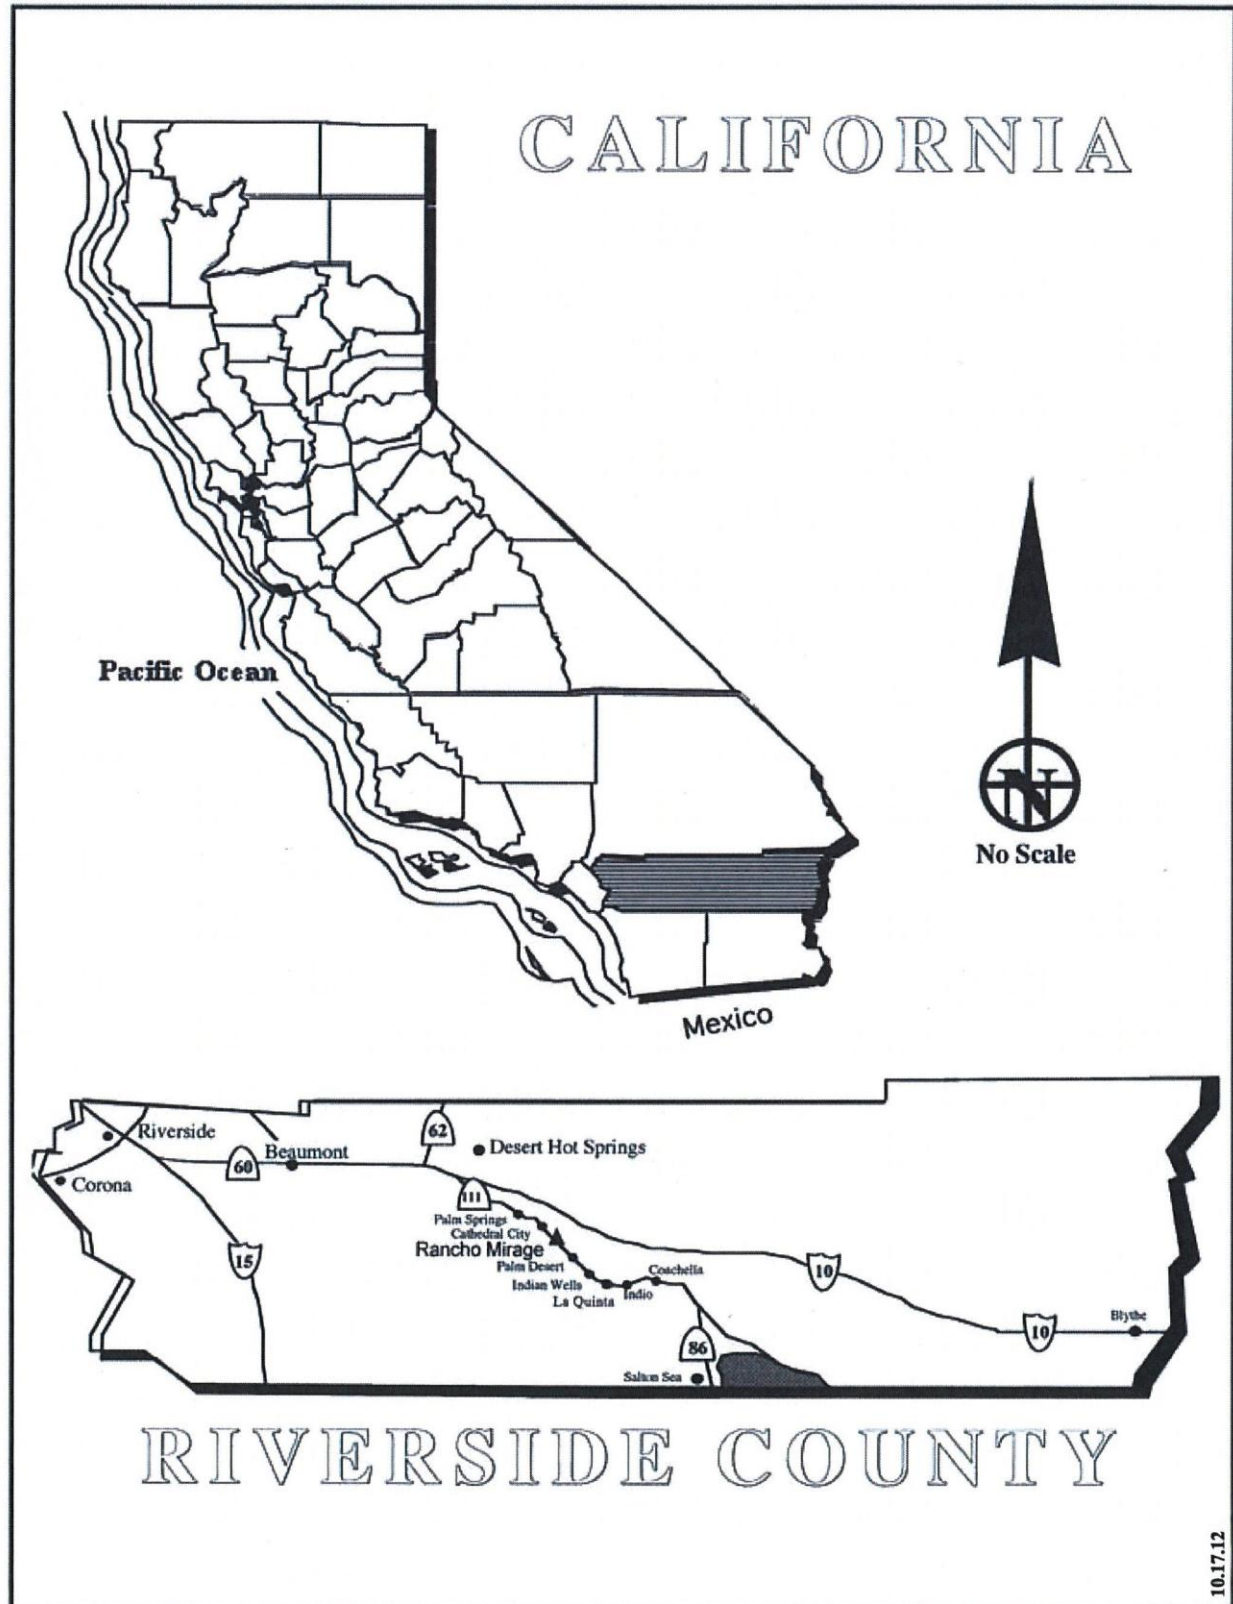 CALIFORNIA
Pacific Ocean
N
No Scale
Mexico
62
Riverside
Desert Hot Springs
Beaumont
60
Corona
111
Palm Springs
Cathedral City
Rancho Mirage
Palm Desert
15
Coachella
10
Indian Wells
Indio
La Quinta
Blythe
10
86
Salton Sea
RIVERSIDE COUNTY
10.17.12